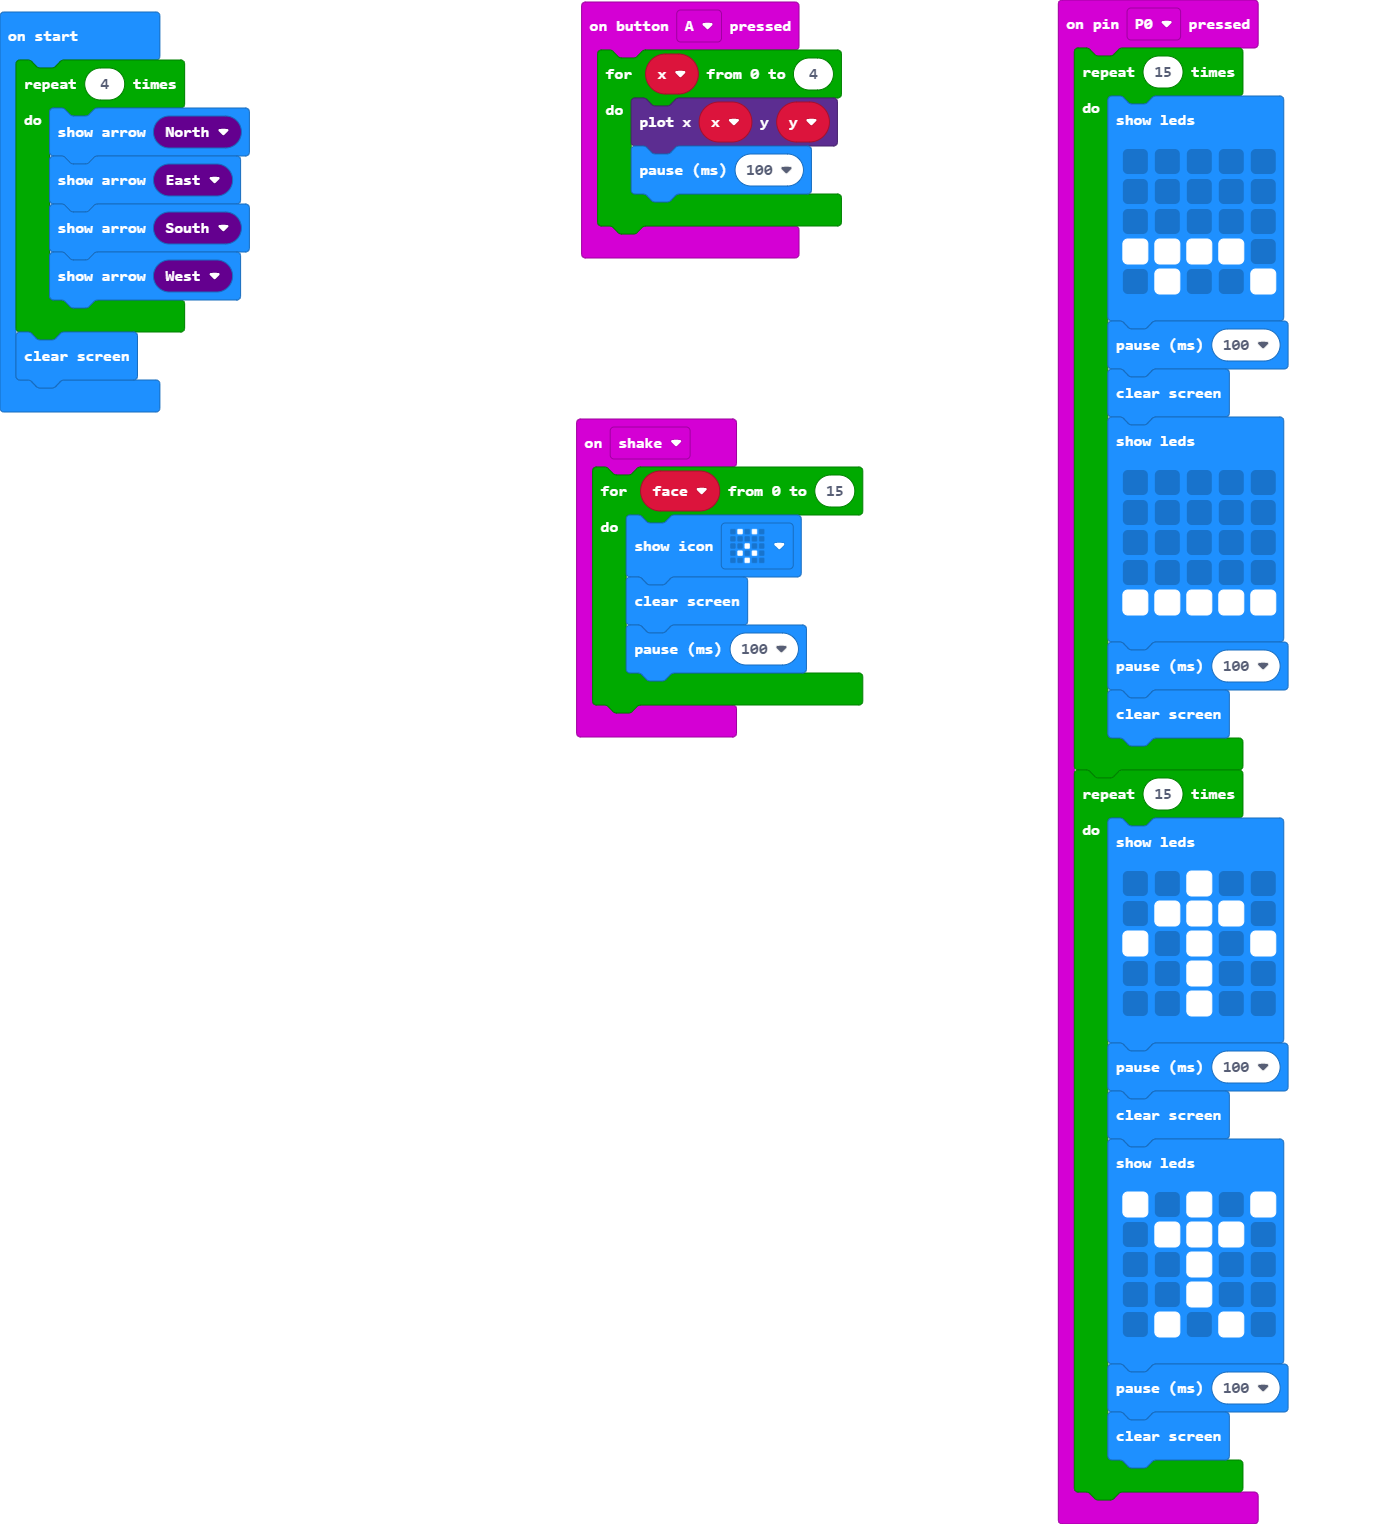 on start
repeat 4 times
do
show arrow North
show arrow East
show arrow South
show arrow West
clear screen
on button A pressed
for x from 0 to 4
do
plot x x y y
pause (ms) 100
on shake
for face from 0 to 15
do
show icon
clear screen
pause (ms) 100
on pin P0 pressed
repeat 15 times
do
show leds
pause (ms) 100
clear screen
show leds
pause (ms) 100
clear screen
repeat 15 times
do
show leds
pause (ms) 100
clear screen
show leds
pause (ms) 100
clear screen